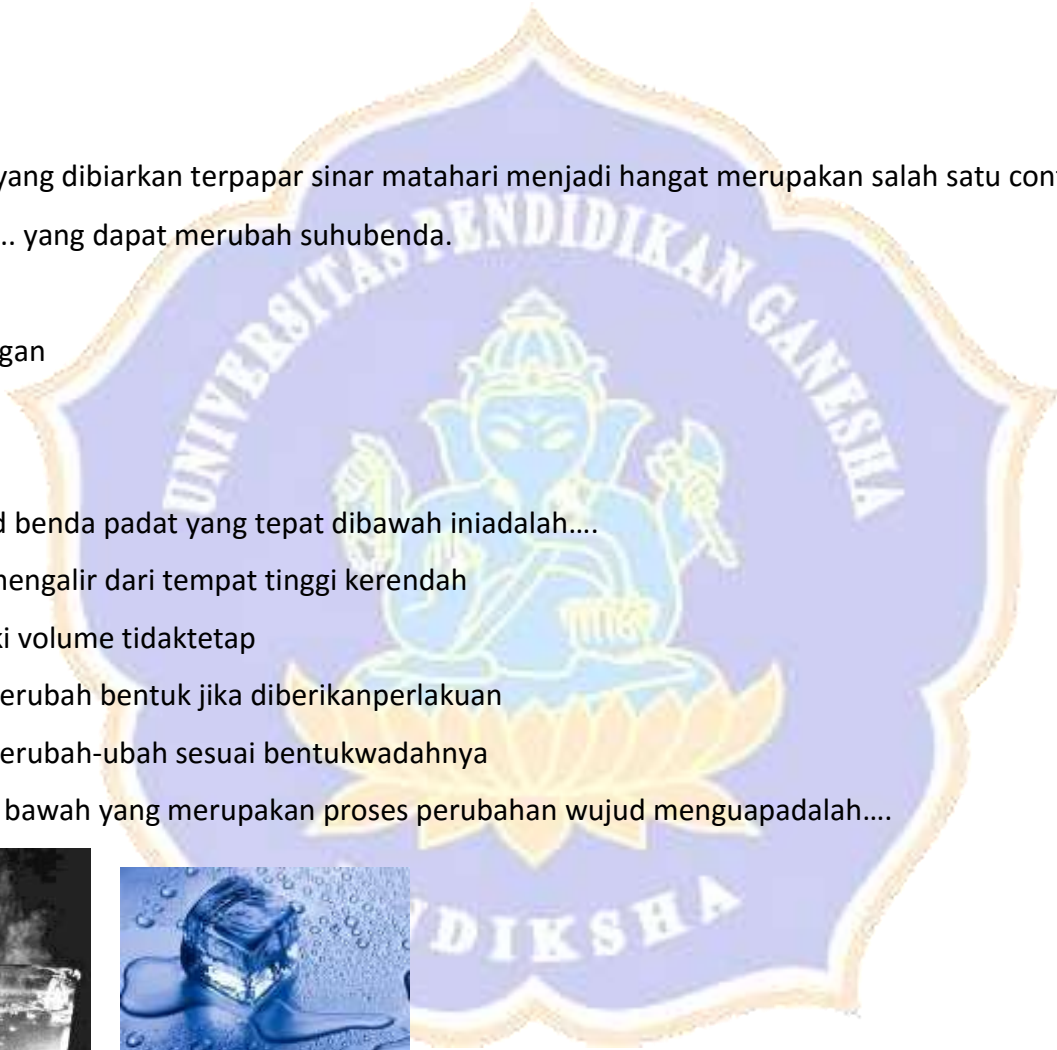 yang dibiarkan terpapar sinar matahari menjadi hangat merupakan salah satu con
.. yang dapat merubah suhubenda.
gan
d benda padat yang tepat dibawah iniadalah....
mengalir dari tempat tinggi kerendah
ki volume tidaktetap
erubah bentuk jika diberikanperlakuan
erubah-ubah sesuai bentukwadahnya
bawah yang merupakan proses perubahan wujud menguapadalah....
UNIVERSITAS PENDIDIKAN GANESHA
NDIKSHA